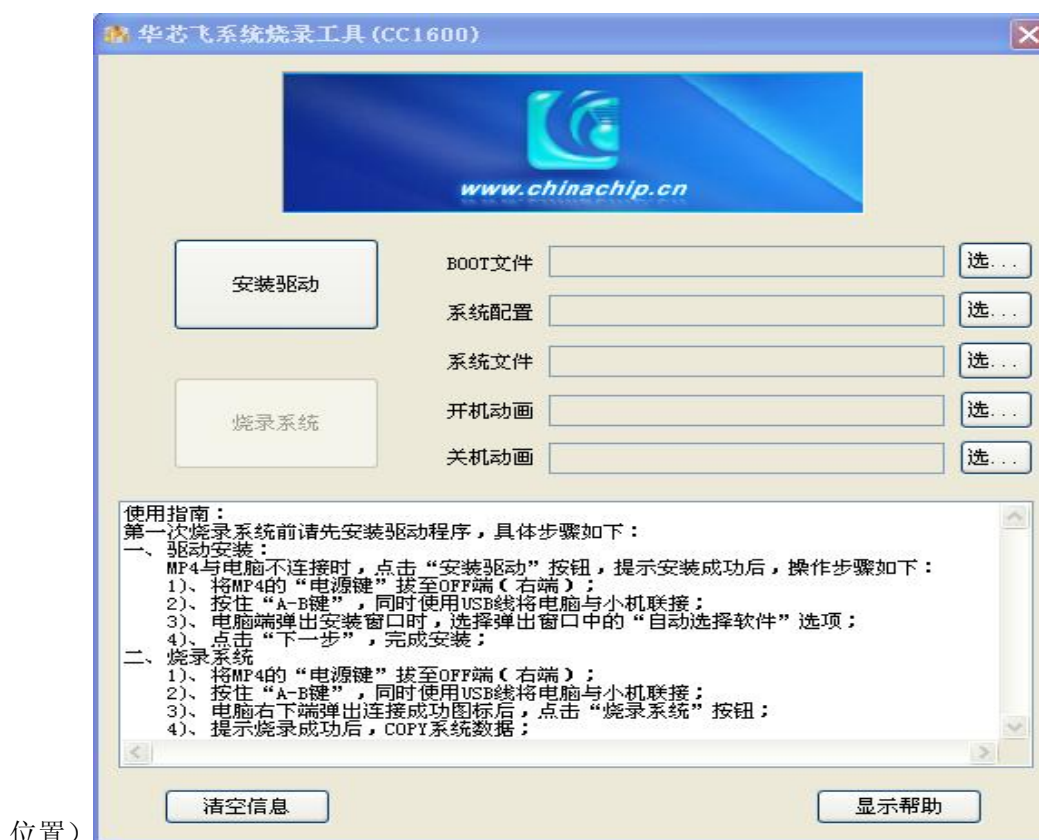 华芯飞系统烧录工具(CC1600)
www.chinachip.cn
安装驱动
烧录系统
BOOT文件
选...
系统配置
选...
系统文件
选...
开机动画
选...
关机动画
选...
使用指南：
第一次烧录系统前请先安装驱动程序，具体步骤如下：
一、驱动安装：
MP4与电脑不连接时，点击“安装驱动”按钮，提示安装成功后，操作步骤如下：
1)、将MP4的“电源键”拔至OFF端（右端）；
2)、按住“A-B键”，同时使用USB线将电脑与小机联接；
3)、电脑端弹出安装窗口时，选择弹出窗口中的“自动选择软件”选项；
4)、点击“下一步”，完成安装；
二、烧录系统
1)、将MP4的“电源键”拔至OFF端（右端）；
2)、按住“A-B键”，同时使用USB线将电脑与小机联接；
3)、电脑右下端弹出连接成功图标后，点击“烧录系统”按钮；
4)、提示烧录成功后，COPY系统数据；
清空信息
显示帮助
位置）